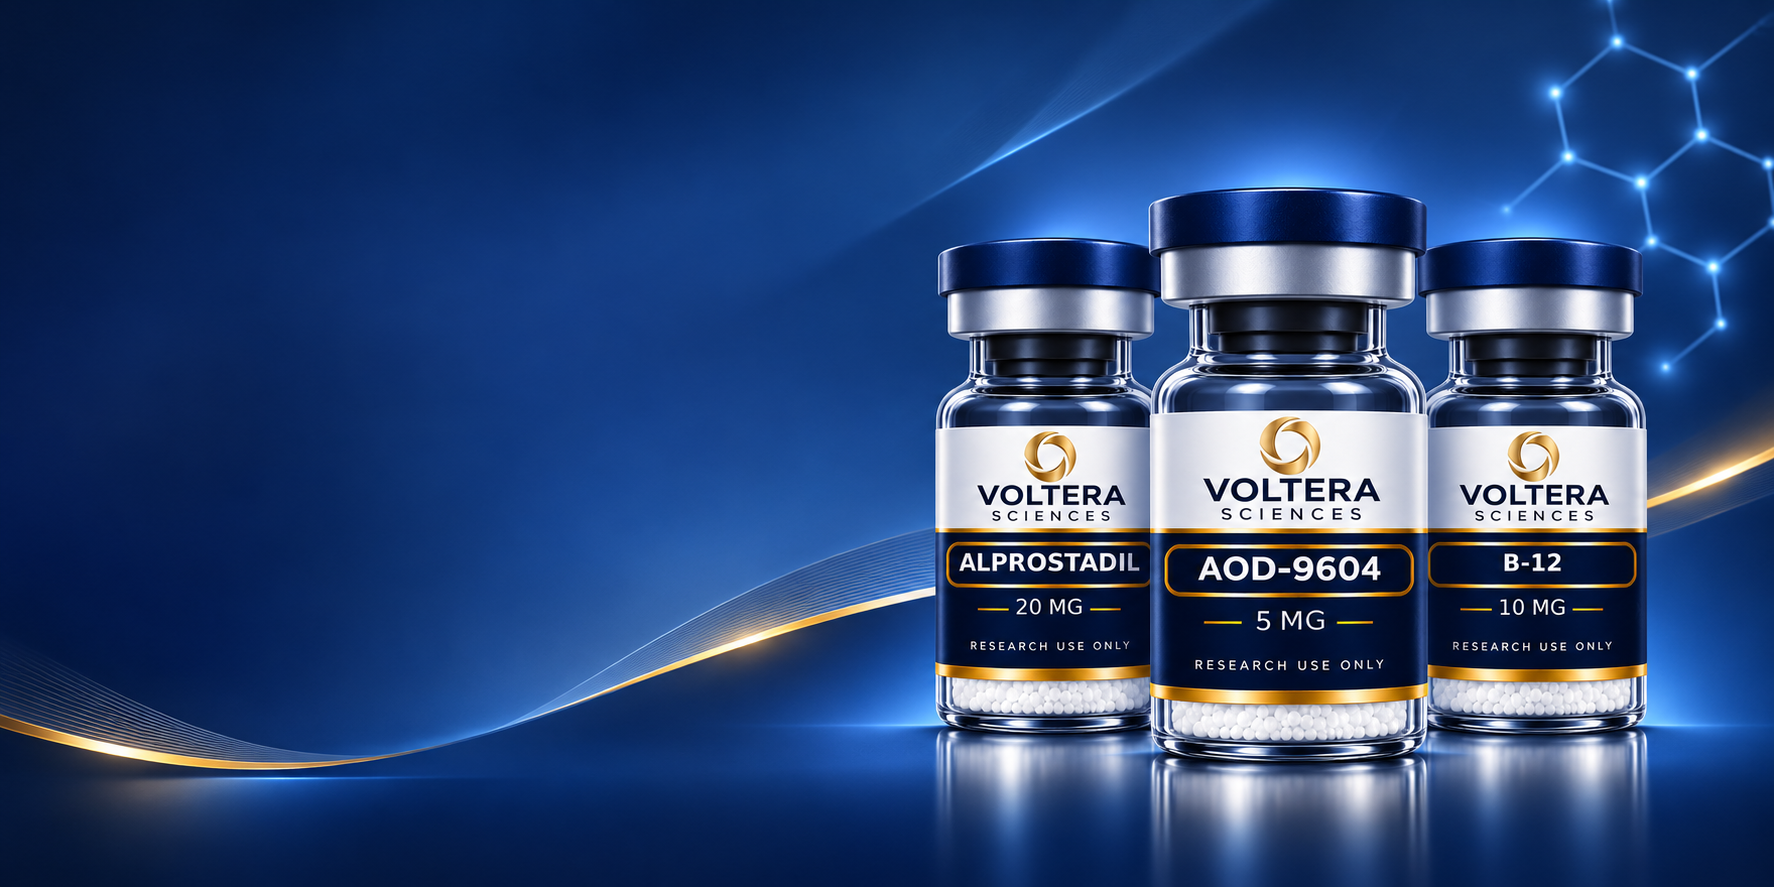 VOLTERA
SCIENCES
ALPROSTADIL
20 MG
RESEARCH USE ONLY
VOLTERA
SCIENCES
AOD-9604
5 MG
RESEARCH USE ONLY
VOLTERA
SCIENCES
B-12
10 MG
RESEARCH USE ONLY